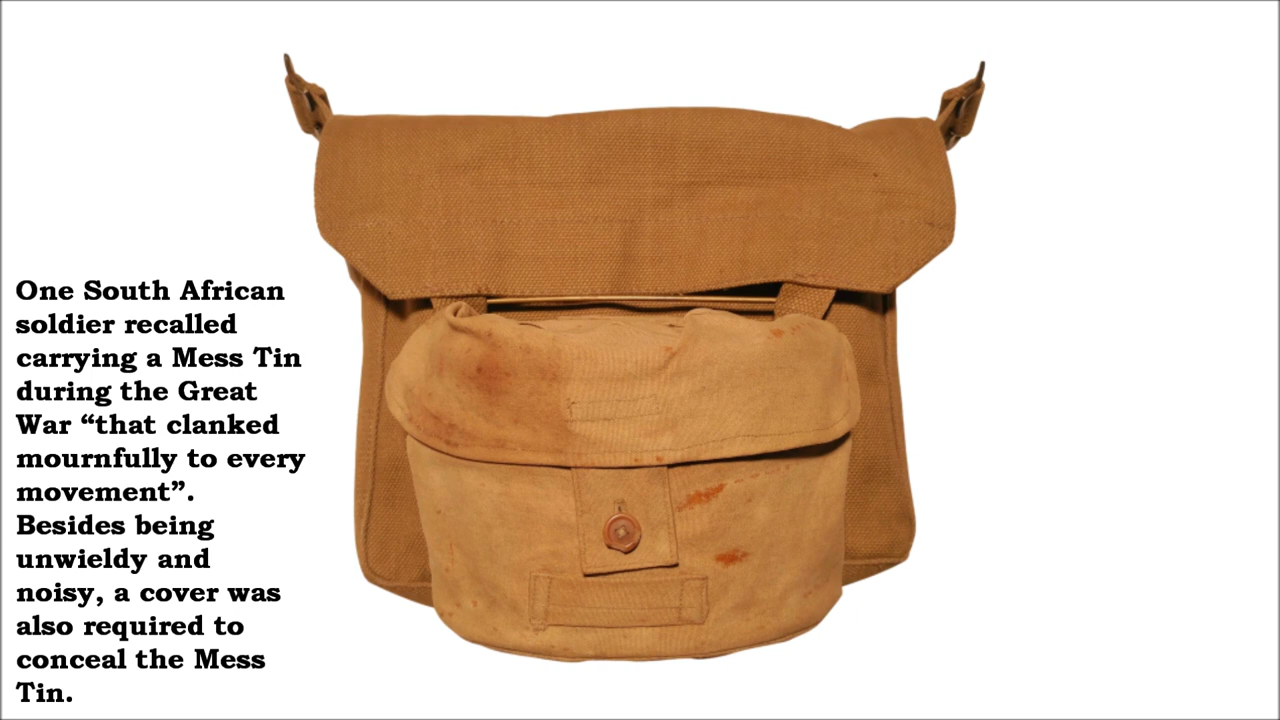 One South African
soldier recalled
carrying a Mess Tin
during the Great
War “that clanked
mournfully to every
movement”.
Besides being
unwieldy and
noisy, a cover was
also required to
conceal the Mess
Tin.